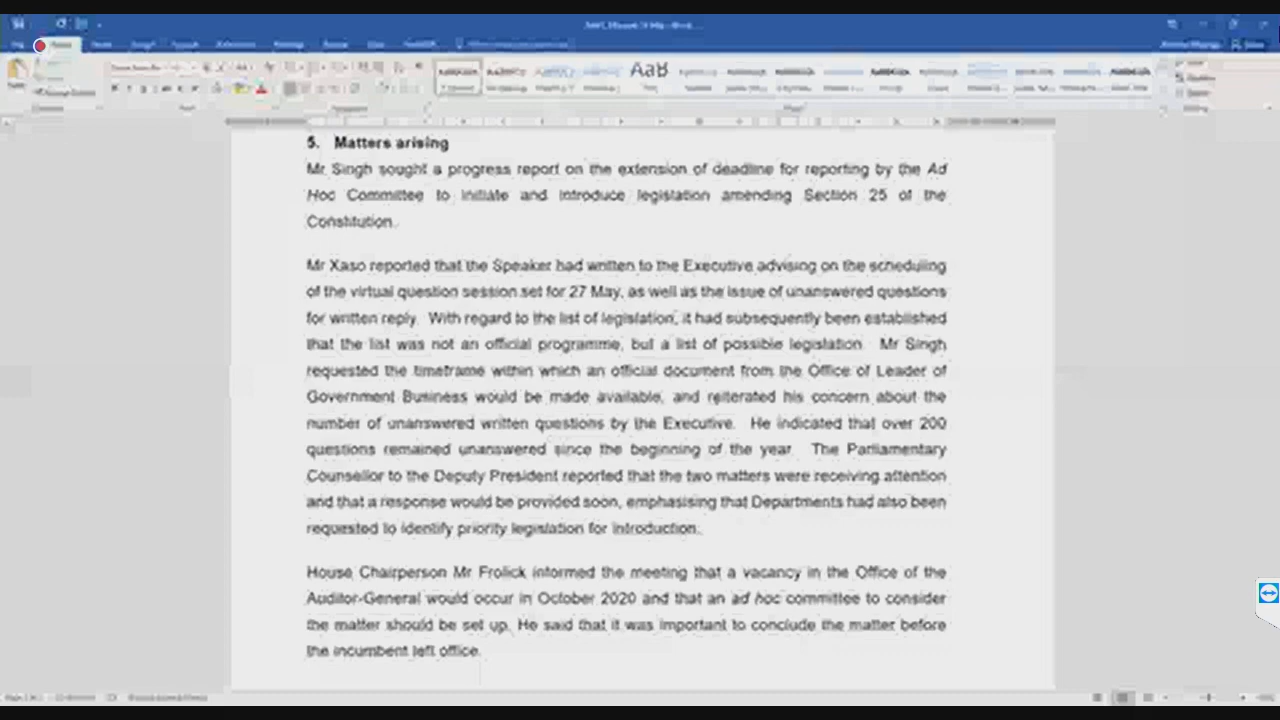 5. Matters arising
Mr Singh sought a progress report on the extension of deadline for reporting by the Ad
Hoc Committee to initiate and introduce legislation amending Section 25 of the
Constitution.
Mr Xaso reported that the Speaker had written to the Executive advising on the scheduling
of the virtual question session set for 27 May, as well as the issue of unanswered questions
for written reply. With regard to the list of legislation, it had subsequently been established
that the list was not an official programme, but a list of possible legislation. Mr Singh
requested the timeframe within which an official document from the Office of Leader of
Government Business would be made available, and reiterated his concern about the
number of unanswered written questions by the Executive. He indicated that over 200
questions remained unanswered since the beginning of the year. The Parliamentary
Counsellor to the Deputy President reported that the two matters were receiving attention
and that a response would be provided soon, emphasising that Departments had also been
requested to identify priority legislation for introduction.
House Chairperson Mr Frolick informed the meeting that a vacancy in the Office of the
Auditor-General would occur in October 2020 and that an ad hoc committee to consider
the matter should be set up. He said that it was important to conclude the matter before
the incumbent left office.